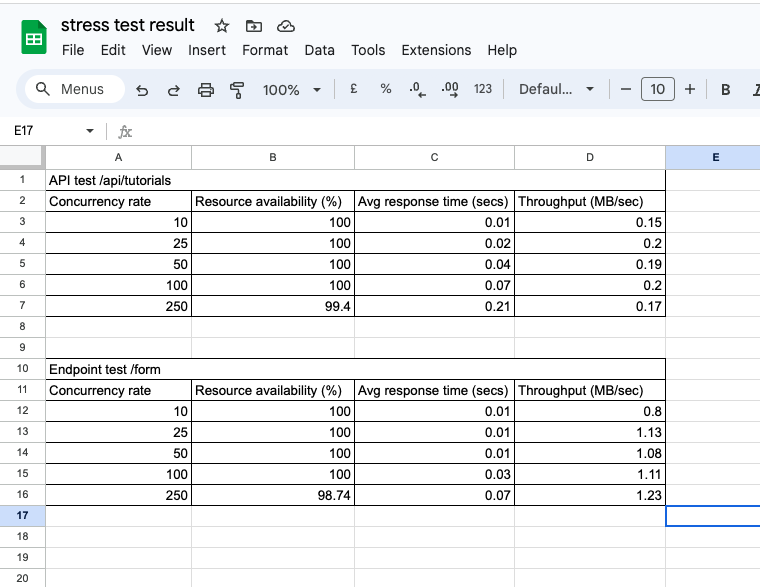 stress test result
File Edit View Insert Format Data Tools Extensions Help
Menus 100% £ % .0 .00 123 Defaul... − 10 + B I
E17 fx
A B C D E
1 API test /api/tutorials
2 Concurrency rate Resource availability (%) Avg response time (secs) Throughput (MB/sec)
3 10 100 0.01 0.15
4 25 100 0.02 0.2
5 50 100 0.04 0.19
6 100 100 0.07 0.2
7 250 99.4 0.21 0.17
8
9
10 Endpoint test /form
11 Concurrency rate Resource availability (%) Avg response time (secs) Throughput (MB/sec)
12 10 100 0.01 0.8
13 25 100 0.01 1.13
14 50 100 0.01 1.08
15 100 100 0.03 1.11
16 250 98.74 0.07 1.23
17
18
19
20